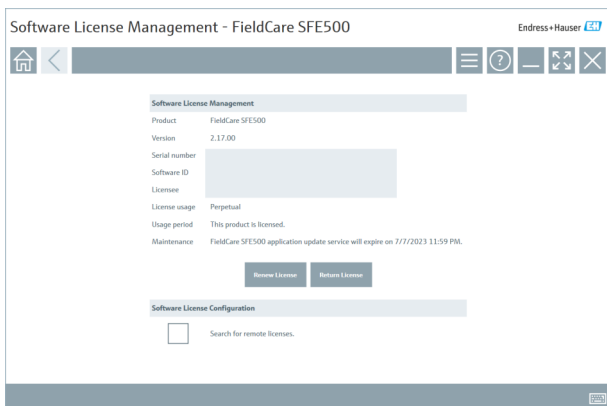 Software License Management - FieldCare SFE500
Endress+Hauser EH
Software License Management
Product FieldCare SFE500
Version 2.17.00
Serial number
Software ID
Licensee
License usage Perpetual
Usage period This product is licensed.
Maintenance FieldCare SFE500 application update service will expire on 7/7/2023 11:59 PM.
Renew License Return License
Software License Configuration
Search for remote licenses.